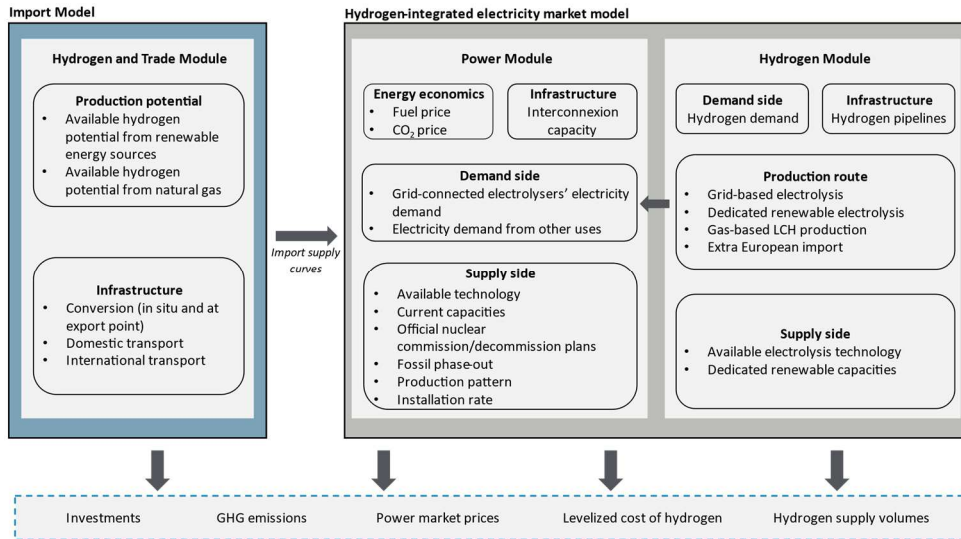 Import Model
Hydrogen and Trade Module
Production potential
• Available hydrogen
potential from renewable
energy sources
• Available hydrogen
potential from natural gas
Infrastructure
• Conversion (in situ and at
export point)
• Domestic transport
• International transport
Import supply
curves
Hydrogen-integrated electricity market model
Power Module
Energy economics
• Fuel price
• CO₂ price
Infrastructure
Interconnexion
capacity
Demand side
• Grid-connected electrolysers' electricity
demand
• Electricity demand from other uses
Supply side
• Available technology
• Current capacities
• Official nuclear
commission/decommission plans
• Fossil phase-out
• Production pattern
• Installation rate
Hydrogen Module
Demand side
Hydrogen demand
Infrastructure
Hydrogen pipelines
Production route
• Grid-based electrolysis
• Dedicated renewable electrolysis
• Gas-based LCH production
• Extra European import
Supply side
• Available electrolysis technology
• Dedicated renewable capacities
Investments
GHG emissions
Power market prices
Levelized cost of hydrogen
Hydrogen supply volumes